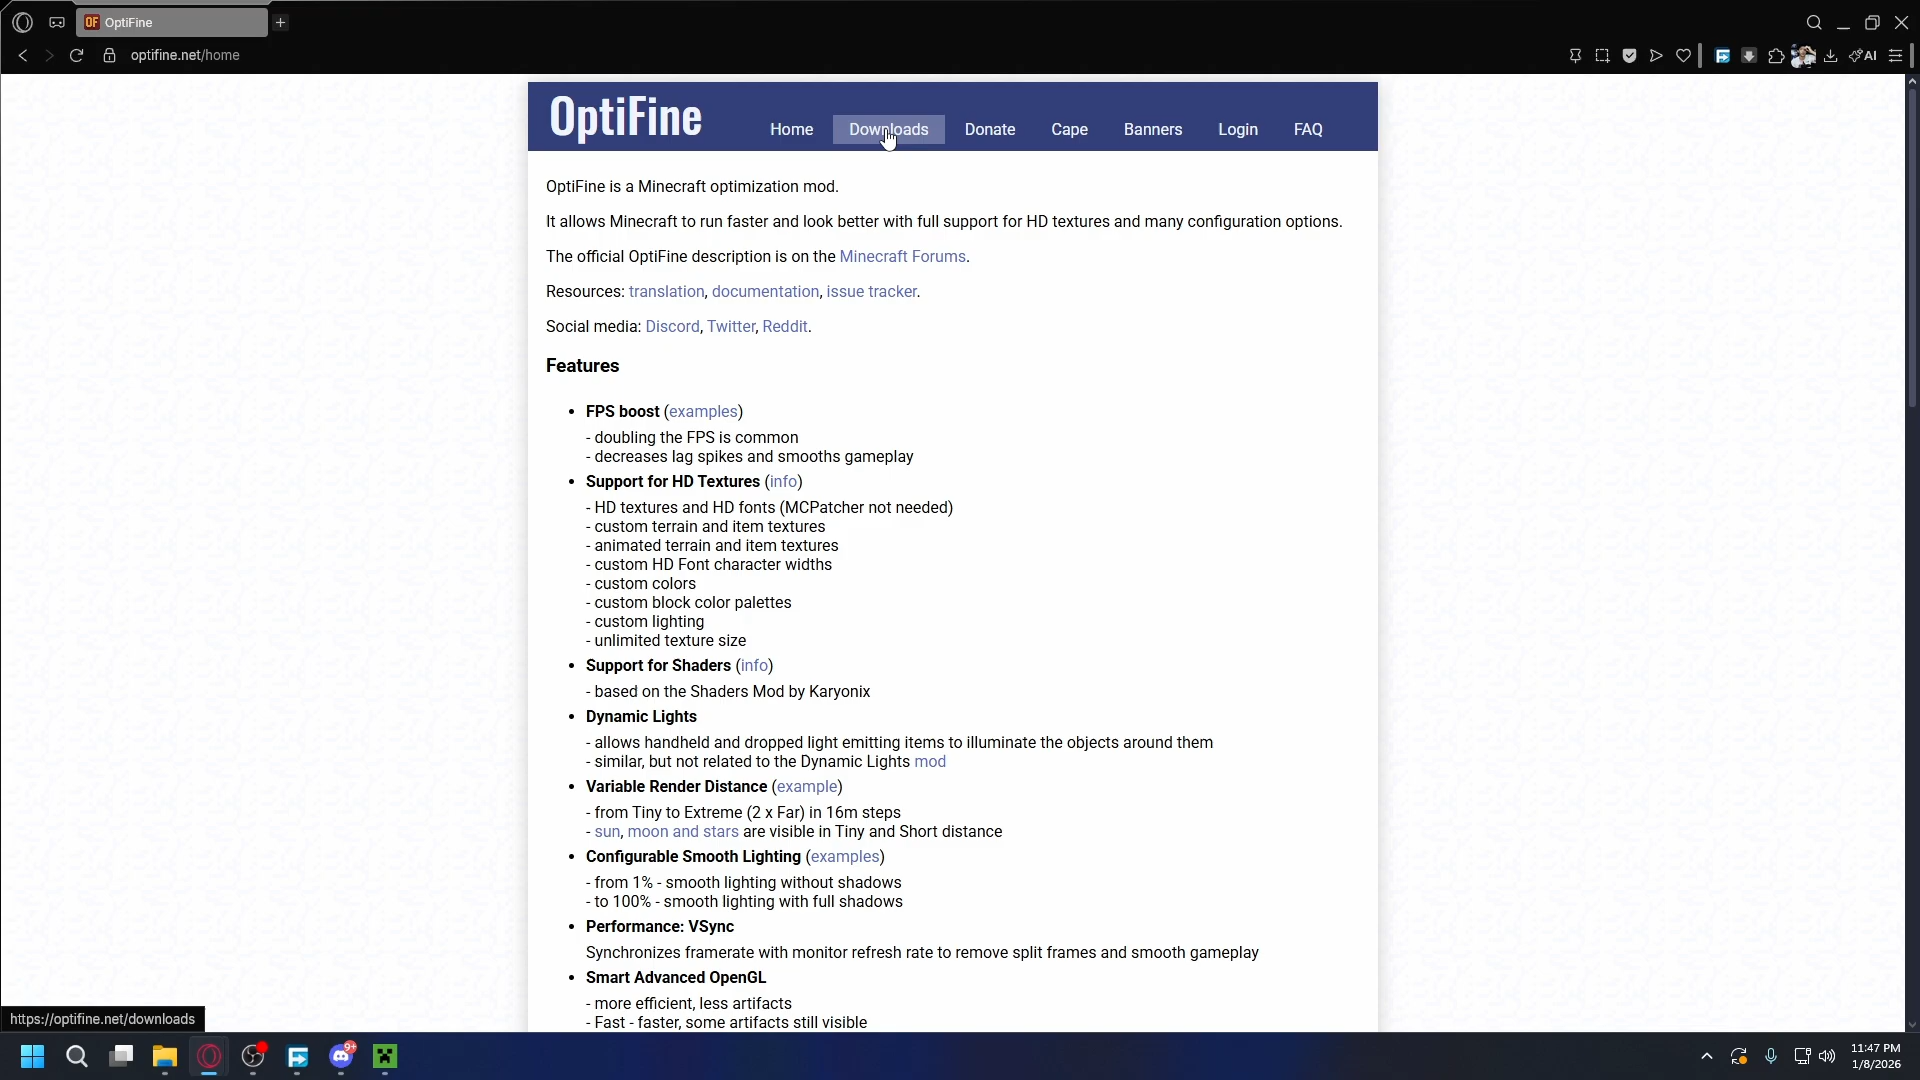 OptiFine
optifine.net/home
AI
OptiFine
Home Downloads Donate Cape Banners Login FAQ
OptiFine is a Minecraft optimization mod.
It allows Minecraft to run faster and look better with full support for HD textures and many configuration options.
The official OptiFine description is on the Minecraft Forums.
Resources: translation, documentation, issue tracker.
Social media: Discord, Twitter, Reddit.
Features
• FPS boost (examples)
- doubling the FPS is common
- decreases lag spikes and smooths gameplay
• Support for HD Textures (info)
- HD textures and HD fonts (MCPatcher not needed)
- custom terrain and item textures
- animated terrain and item textures
- custom HD Font character widths
- custom colors
- custom block color palettes
- custom lighting
- unlimited texture size
• Support for Shaders (info)
- based on the Shaders Mod by Karyonix
• Dynamic Lights
- allows handheld and dropped light emitting items to illuminate the objects around them
- similar, but not related to the Dynamic Lights mod
• Variable Render Distance (example)
- from Tiny to Extreme (2 x Far) in 16m steps
- sun, moon and stars are visible in Tiny and Short distance
• Configurable Smooth Lighting (examples)
- from 1% - smooth lighting without shadows
- to 100% - smooth lighting with full shadows
• Performance: VSync
Synchronizes framerate with monitor refresh rate to remove split frames and smooth gameplay
• Smart Advanced OpenGL
- more efficient, less artifacts
- Fast - faster, some artifacts still visible
https://optifine.net/downloads
9+
11:47 PM
1/8/2026